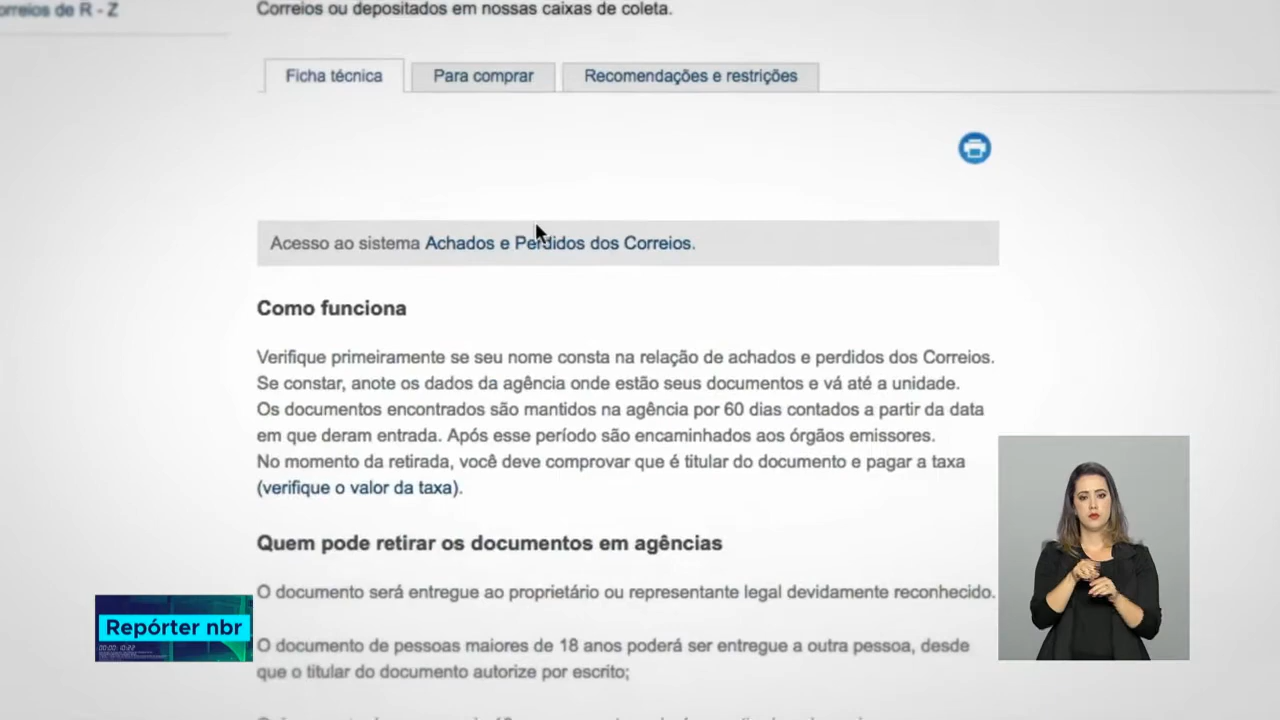 orreios de R - Z
Correios ou depositados em nossas caixas de coleta.
Ficha técnica
Para comprar
Recomendações e restrições
Acesso ao sistema Achados e Perdidos dos Correios.
Como funciona
Verifique primeiramente se seu nome consta na relação de achados e perdidos dos Correios.
Se constar, anote os dados da agência onde estão seus documentos e vá até a unidade.
Os documentos encontrados são mantidos na agência por 60 dias contados a partir da data
em que deram entrada. Após esse período são encaminhados aos órgãos emissores.
No momento da retirada, você deve comprovar que é titular do documento e pagar a taxa
(verifique o valor da taxa).
Quem pode retirar os documentos em agências
O documento será entregue ao proprietário ou representante legal devidamente reconhecido.
O documento de pessoas maiores de 18 anos poderá ser entregue a outra pessoa, desde
que o titular do documento autorize por escrito;
Repórter nbr